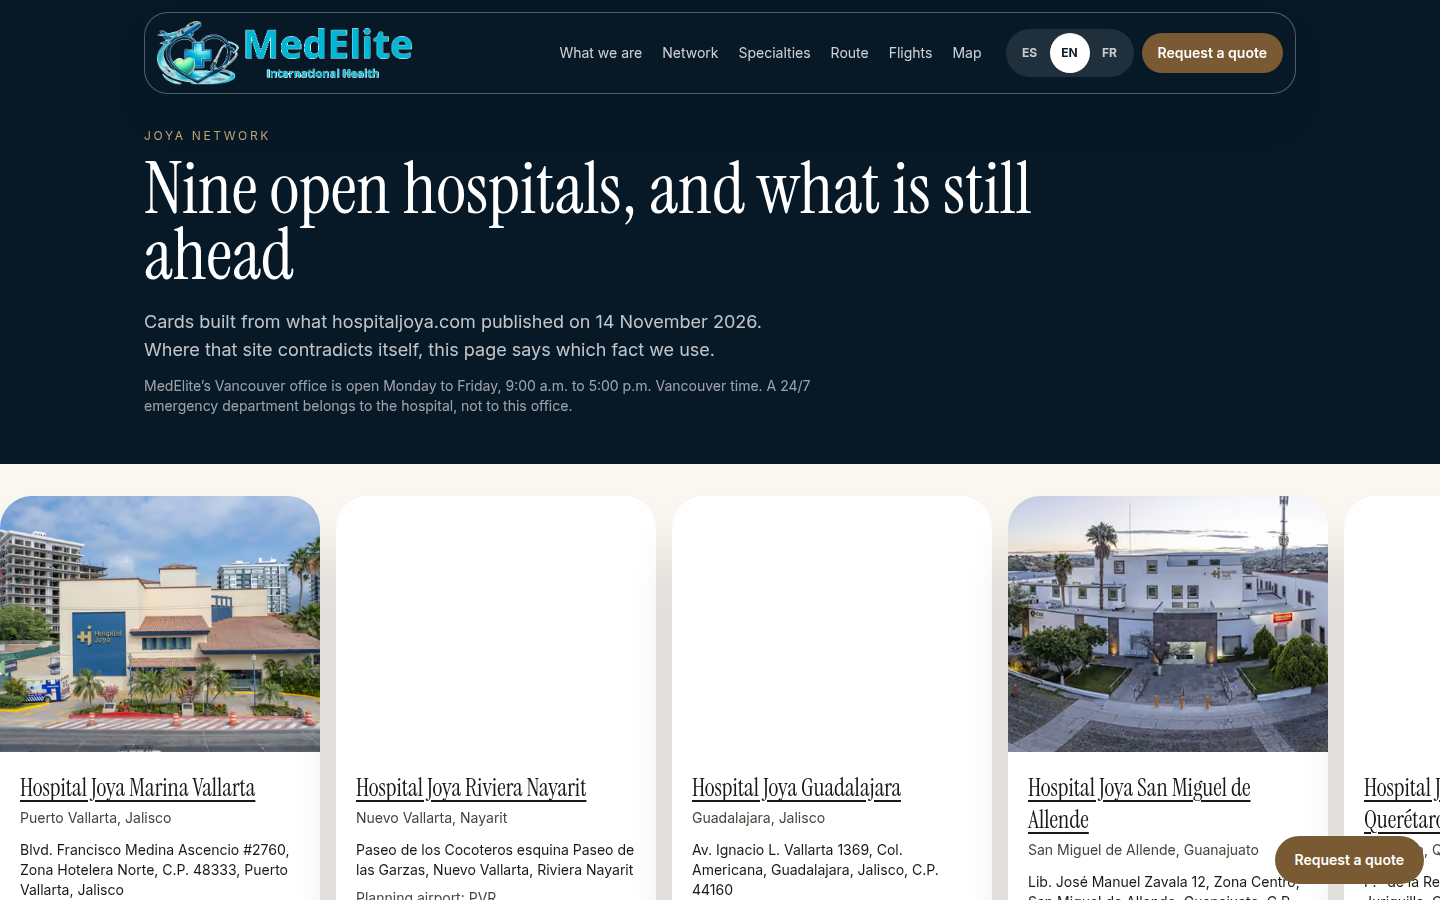 MedElite
International Health
What we are
Network
Specialties
Route
Flights
Map
ES
EN
FR
Request a quote
JOYA NETWORK
Nine open hospitals, and what is still
ahead
Cards built from what hospitaljoya.com published on 14 November 2026.
Where that site contradicts itself, this page says which fact we use.
MedElite’s Vancouver office is open Monday to Friday, 9:00 a.m. to 5:00 p.m. Vancouver time. A 24/7
emergency department belongs to the hospital, not to this office.
Hospital Joya
Hospital Joya Marina Vallarta
Puerto Vallarta, Jalisco
Blvd. Francisco Medina Ascencio #2760,
Zona Hotelera Norte, C.P. 48333, Puerto
Vallarta, Jalisco
Hospital Joya Riviera Nayarit
Nuevo Vallarta, Nayarit
Paseo de los Cocoteros esquina Paseo de
las Garzas, Nuevo Vallarta, Riviera Nayarit
Planning airport: PVR
Hospital Joya Guadalajara
Guadalajara, Jalisco
Av. Ignacio L. Vallarta 1369, Col.
Americana, Guadalajara, Jalisco, C.P.
44160
Hospital Joya San Miguel de
Allende
San Miguel de Allende, Guanajuato
Lib. José Manuel Zavala 12, Zona Centro,
San Miguel de Allende, Guanajuato, C.P.
Hospital
Request a quote